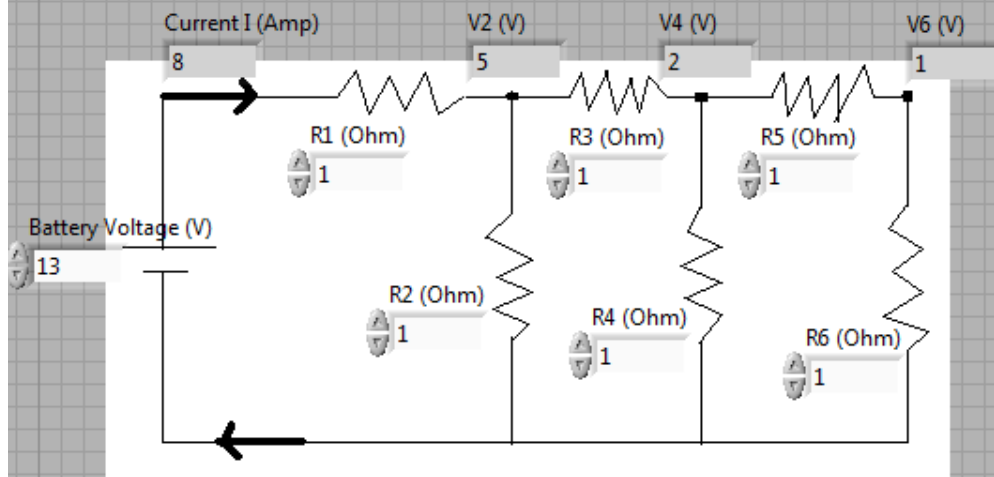 Current I (Amp)
V2 (V)
V4 (V)
V6 (V)
8
5
2
1
R1 (Ohm)
R3 (Ohm)
R5 (Ohm)
1
1
1
Battery Voltage (V)
13
R2 (Ohm)
1
R4 (Ohm)
1
R6 (Ohm)
1